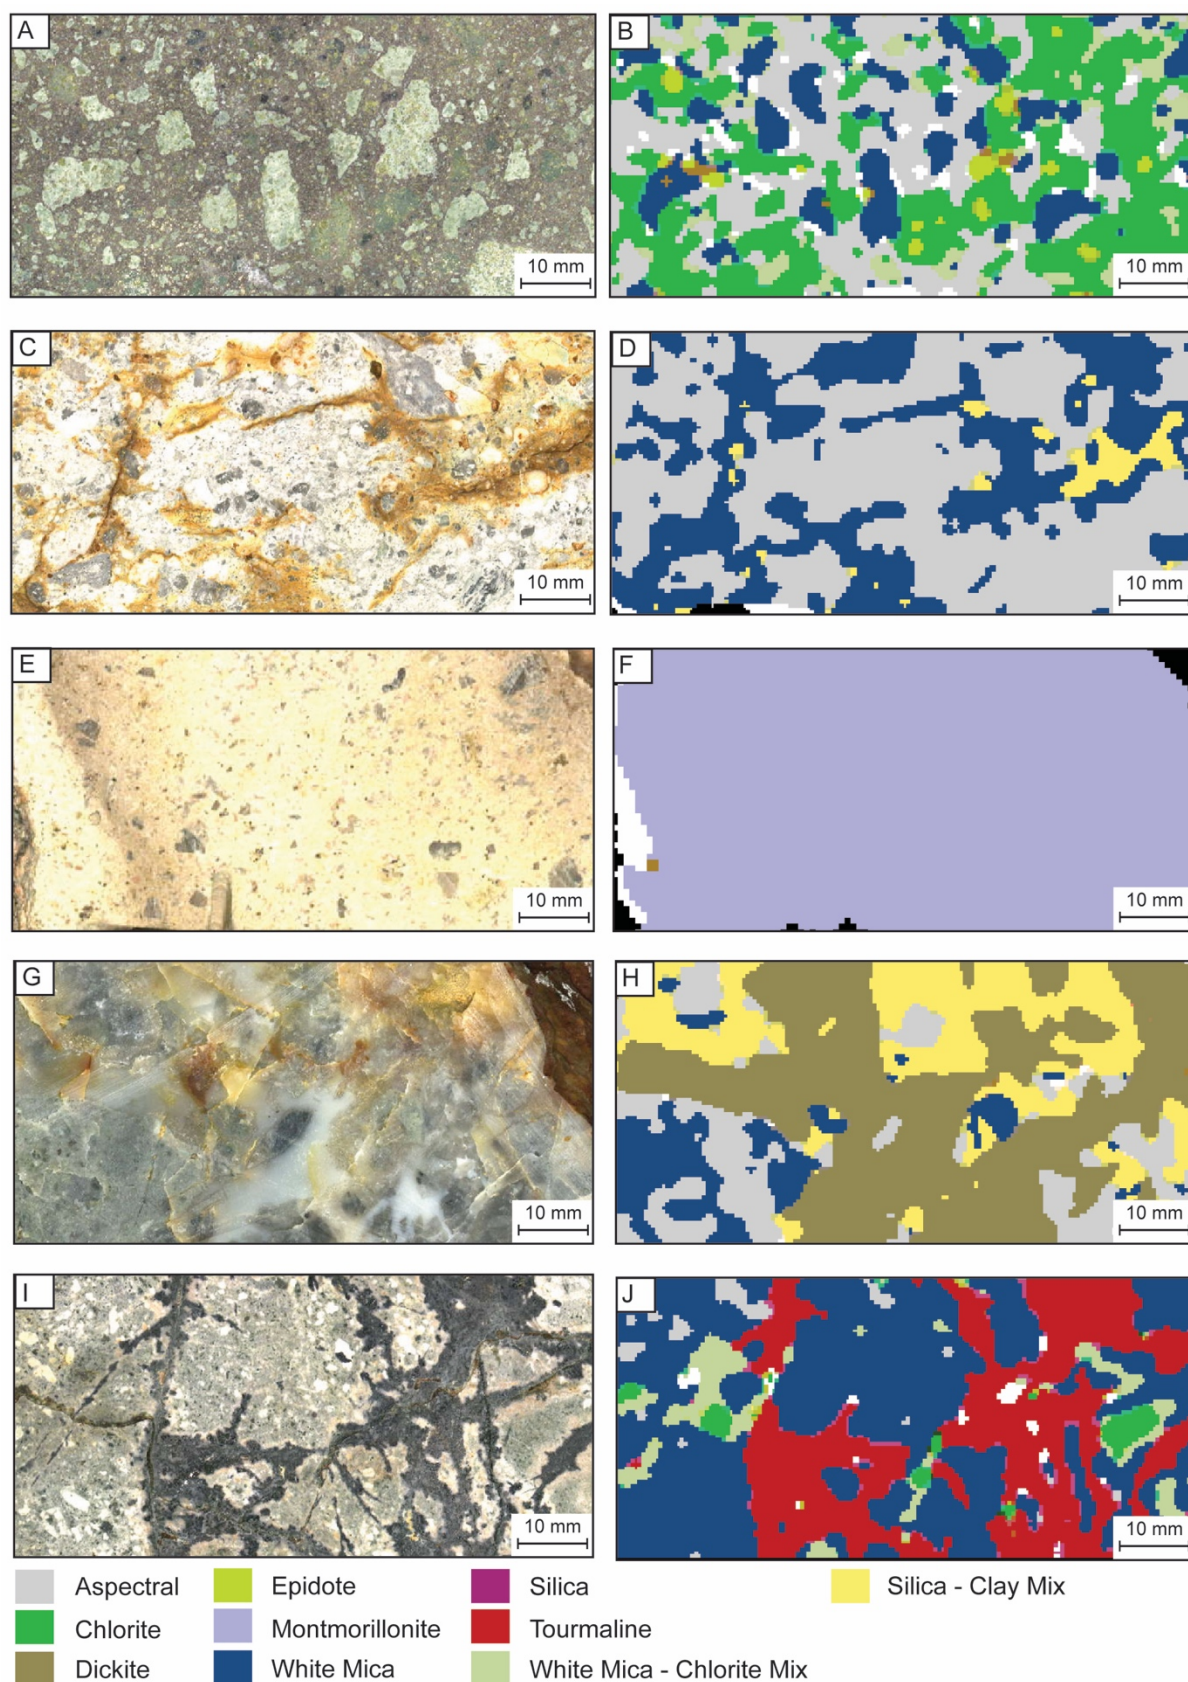 A
B
10 mm
10 mm
C
D
10 mm
10 mm
E
F
10 mm
10 mm
G
H
10 mm
10 mm
I
J
10 mm
10 mm
Aspectral
Epidote
Silica
Silica - Clay Mix
Chlorite
Montmorillonite
Tourmaline
Dickite
White Mica
White Mica - Chlorite Mix